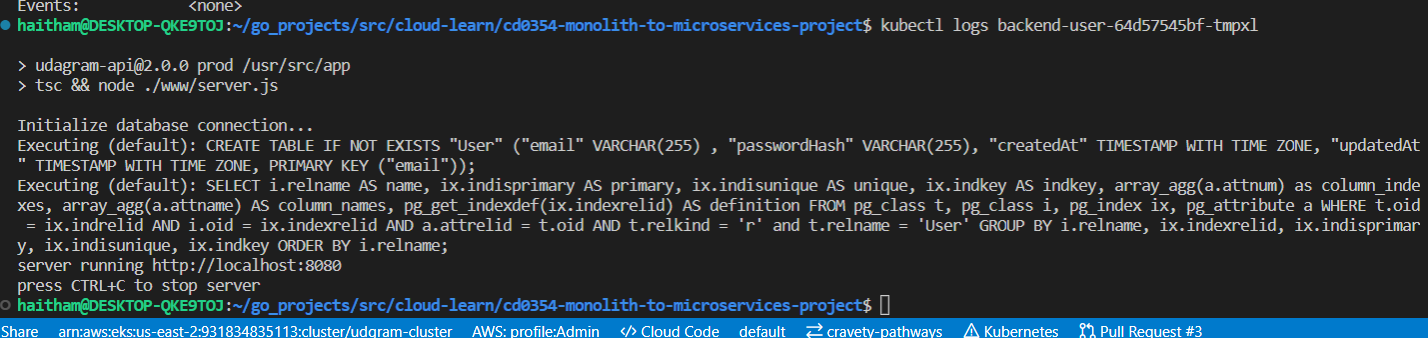 Events: <none>
haitham@DESKTOP-QKE9TOJ:~/go_projects/src/cloud-learn/cd0354-monolith-to-microservices-project$ kubectl logs backend-user-64d57545bf-tmpxl
> udagram-api@2.0.0 prod /usr/src/app
> tsc && node ./www/server.js
Initialize database connection...
Executing (default): CREATE TABLE IF NOT EXISTS "User" ("email" VARCHAR(255) , "passwordHash" VARCHAR(255), "createdAt" TIMESTAMP WITH TIME ZONE, "updatedAt
" TIMESTAMP WITH TIME ZONE, PRIMARY KEY ("email"));
Executing (default): SELECT i.relname AS name, ix.indisprimary AS primary, ix.indisunique AS unique, ix.indkey AS indkey, array_agg(a.attnum) as column_inde
xes, array_agg(a.attname) AS column_names, pg_get_indexdef(ix.indexrelid) AS definition FROM pg_class t, pg_class i, pg_index ix, pg_attribute a WHERE t.oid
= ix.indrelid AND i.oid = ix.indexrelid AND a.attrelid = t.oid AND t.relkind = 'r' and t.relname = 'User' GROUP BY i.relname, ix.indexrelid, ix.indisprimar
y, ix.indisunique, ix.indkey ORDER BY i.relname;
server running http://localhost:8080
press CTRL+C to stop server
haitham@DESKTOP-QKE9TOJ:~/go_projects/src/cloud-learn/cd0354-monolith-to-microservices-project$
Share arn:aws:eks:us-east-2:931834835113:cluster/udgram-cluster AWS: profile:Admin </> Cloud Code default cravety-pathways Kubernetes Pull Request #3